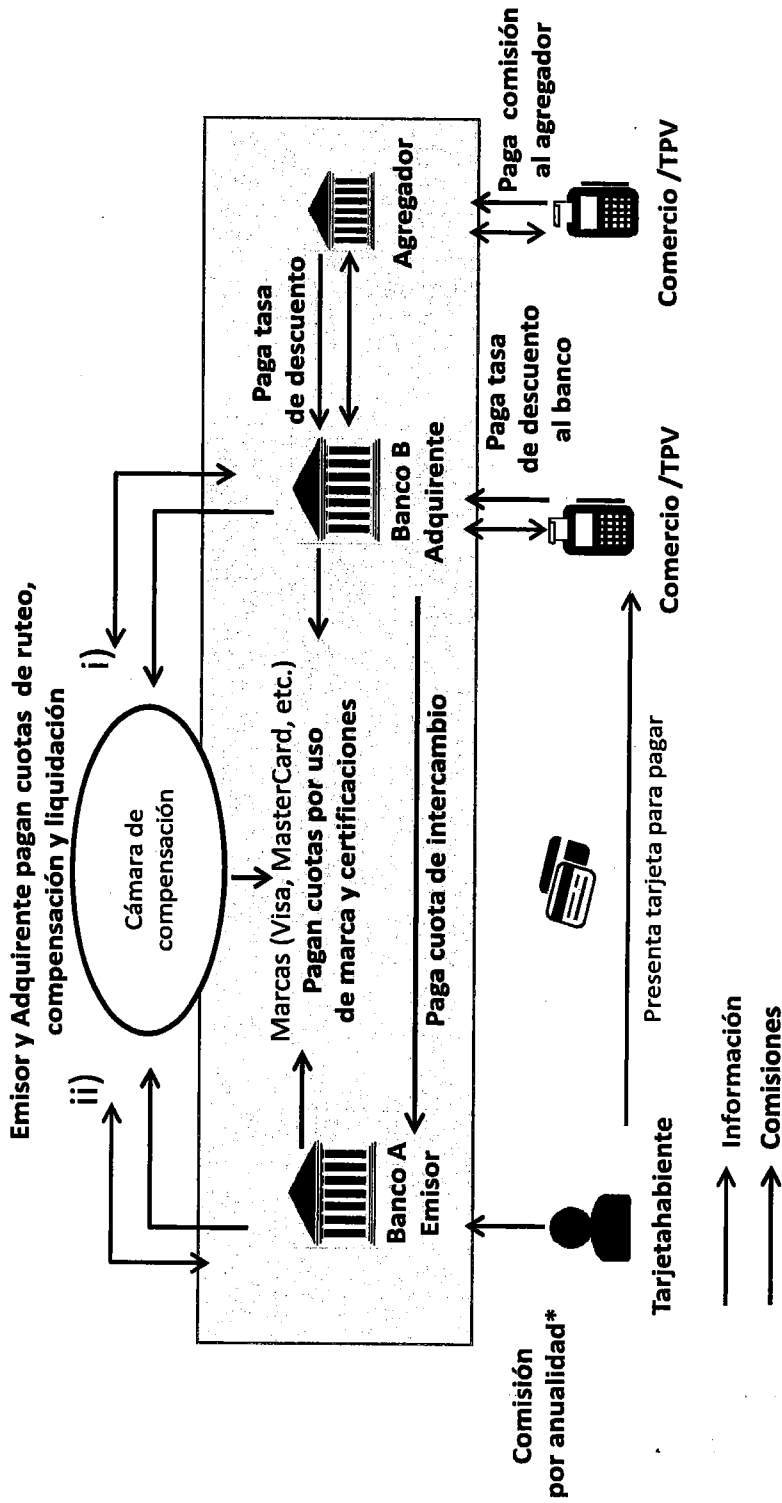 Emisor y Adquirente pagan cuotas de ruteo,
compensación y liquidación
ii)
i)
Cámara de
compensación
Marcas (Visa, MasterCard, etc.)
Pagan cuotas por uso
de marca y certificaciones
Paga tasa
de descuento
Banco A
Emisor
Banco B
Adquirente
Agregador
Paga cuota de intercambio
Comisión
por anualidad*
Paga tasa
de descuento
al banco
Paga comisión
al agregador
Presenta tarjeta para pagar
Tarjetahabiente
Comercio /TPV
Comercio /TPV
Información
Comisiones